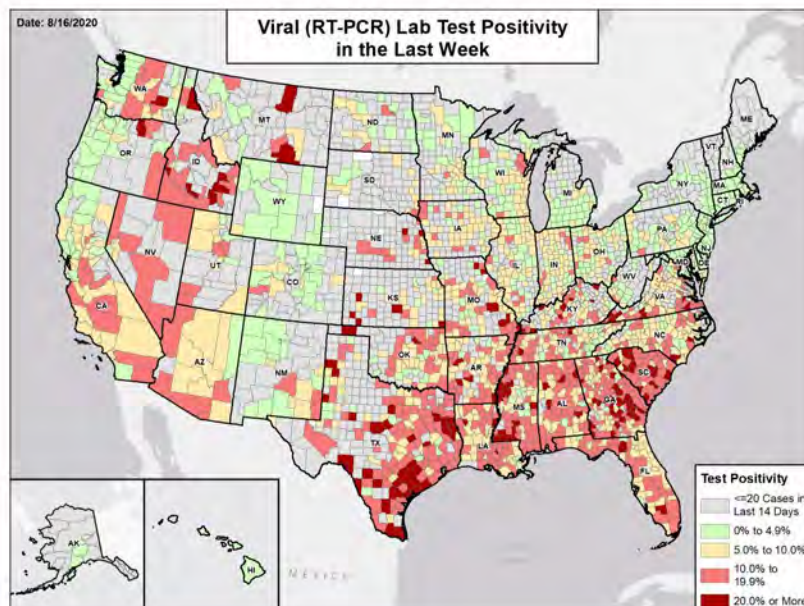 Date: 8/16/2020
Viral (RT-PCR) Lab Test Positivity
in the Last Week
WA
MT
ND
MN
ME
VT
NH
OR
ID
SD
WI
MI
NY
MA
CT
RI
WY
IA
PA
NJ
NV
NE
IL
IN
OH
MD
DE
UT
CO
WV
VA
CA
KS
MO
KY
NC
AZ
NM
OK
AR
TN
SC
MS
AL
GA
TX
LA
FL
AK
HI
MEXICO
Test Positivity
<=20 Cases in
Last 14 Days
0% to 4.9%
5.0% to 10.0%
10.0% to
19.9%
20.0% or More